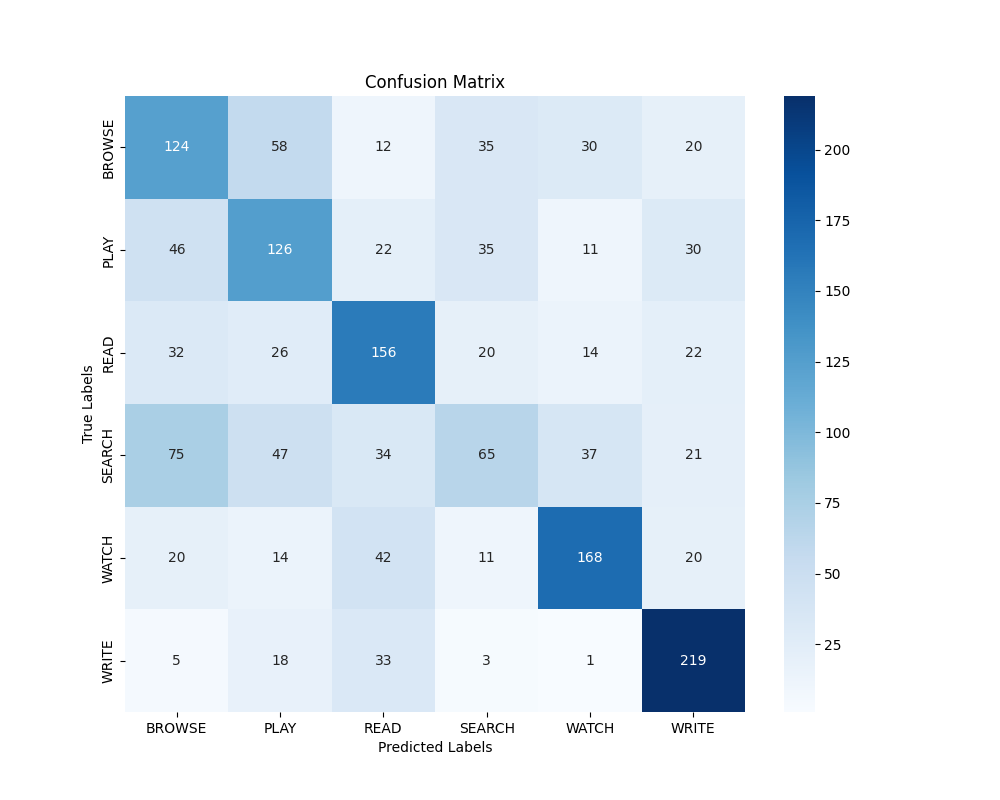 Confusion Matrix
BROWSE 124 58 12 35 30 20
PLAY 46 126 22 35 11 30
READ 32 26 156 20 14 22
SEARCH 75 47 34 65 37 21
WATCH 20 14 42 11 168 20
WRITE 5 18 33 3 1 219
BROWSE PLAY READ SEARCH WATCH WRITE
Predicted Labels
True Labels
200
175
150
125
100
75
50
25